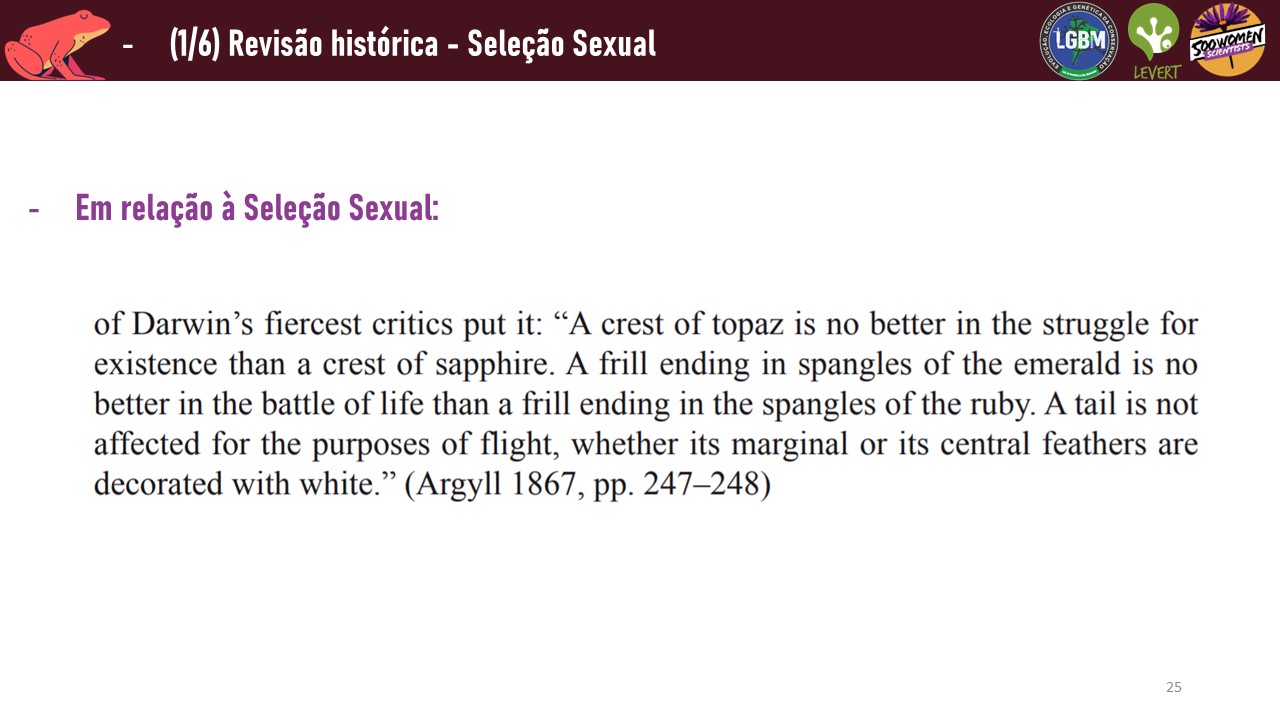 - (1/6) Revisão histórica - Seleção Sexual
EVOLUÇÃO, ECOLOGIA E GENÉTICA DA CONSERVAÇÃO
LGBM
LEVERT
500 WOMEN
SCIENTISTS
- Em relação à Seleção Sexual:
of Darwin’s fiercest critics put it: “A crest of topaz is no better in the struggle for
existence than a crest of sapphire. A frill ending in spangles of the emerald is no
better in the battle of life than a frill ending in the spangles of the ruby. A tail is not
affected for the purposes of flight, whether its marginal or its central feathers are
decorated with white.” (Argyll 1867, pp. 247–248)
25